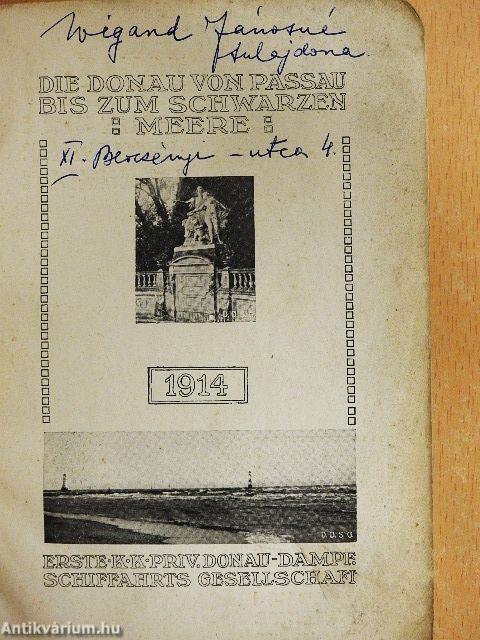 Wigand Jánosné
tulajdona
DIE DONAU VON PASSAU
BIS ZUM SCHWARZEN
MEERE
XI. Bercsényi - utca 4.
D.D.S.G.
1914
D.D.S.G.
ERSTE·K·K·PRIV. DONAU-DAMPF-
SCHIFFAHRTS GESELLSCHAFT
Antikvárium.hu